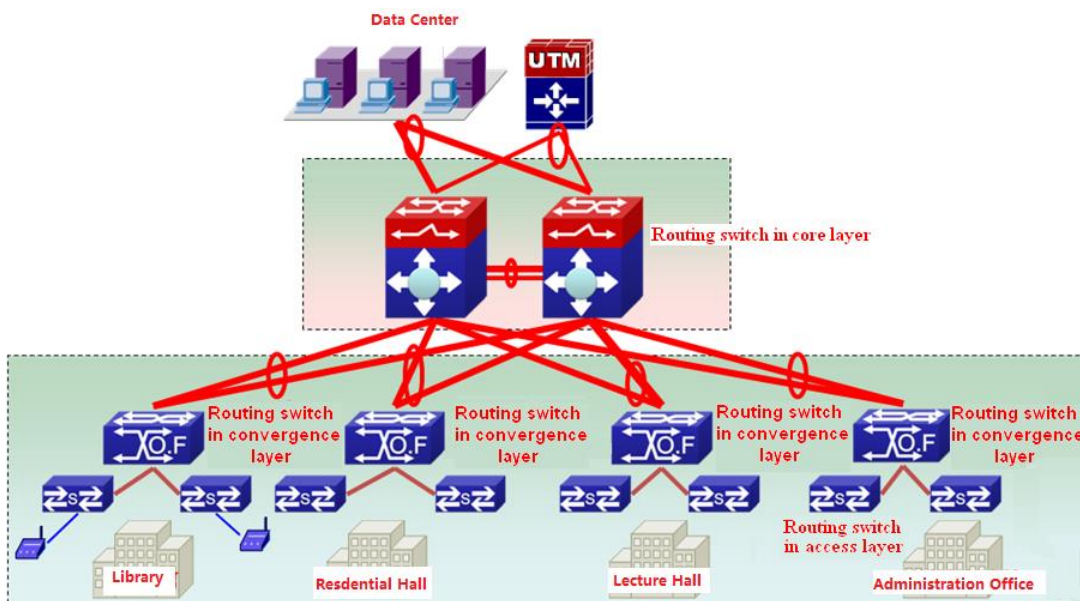 Data Center
UTM
Routing switch in core layer
Routing switch
in convergence
layer
Routing switch
in convergence
layer
Routing switch
in convergence
layer
Routing switch
in convergence
layer
O.F
O.F
O.F
O.F
S
S
S
S
S
S
S
S
Routing switch
in access layer
Library
Resdential Hall
Lecture Hall
Administration Office